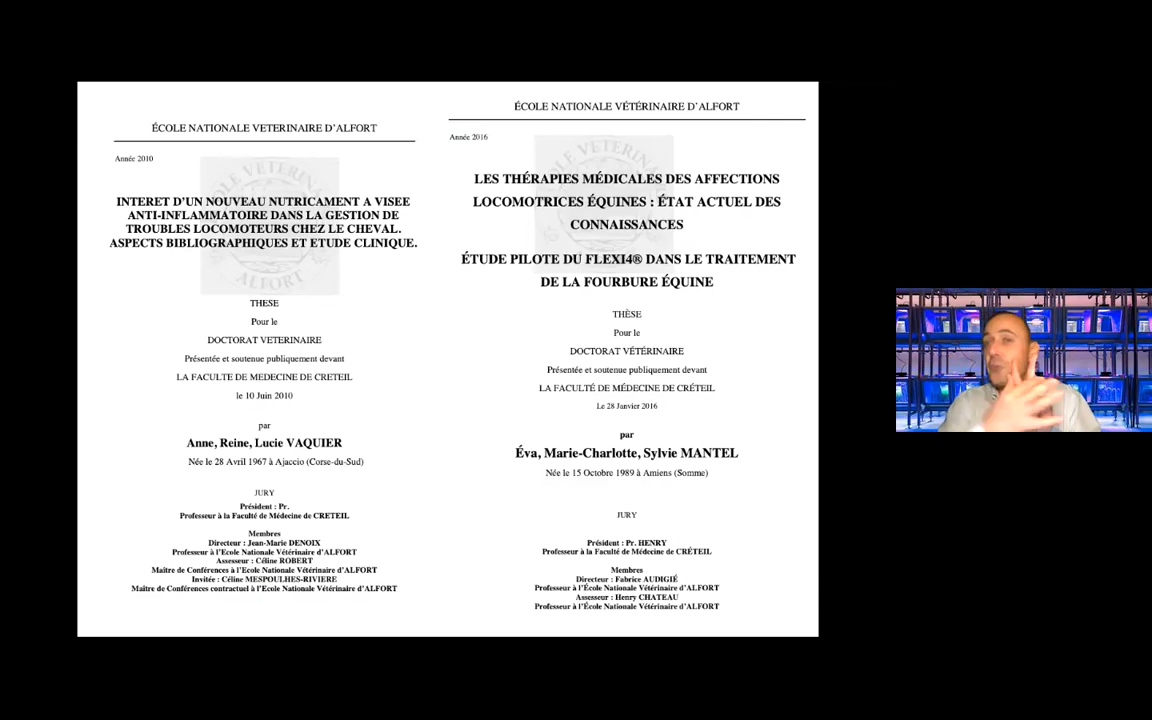 ÉCOLE NATIONALE VETERINAIRE D'ALFORT
Année 2010
INTERET D'UN NOUVEAU NUTRICAMENT A VISEE
ANTI-INFLAMMATOIRE DANS LA GESTION DE
TROUBLES LOCOMOTEURS CHEZ LE CHEVAL.
ASPECTS BIBLIOGRAPHIQUES ET ETUDE CLINIQUE.
THESE
Pour le
DOCTORAT VETERINAIRE
Présentée et soutenue publiquement devant
LA FACULTE DE MEDECINE DE CRETEIL
le 10 Juin 2010
par
Anne, Reine, Lucie VAQUIER
Née le 28 Avril 1967 à Ajaccio (Corse-du-Sud)
JURY
Président : Pr.
Professeur à la Faculté de Médecine de CRETEIL
Membres
Directeur : Jean-Marie DENOIX
Professeur à l'Ecole Nationale Vétérinaire d'ALFORT
Assesseur : Céline ROBERT
Maître de Conférences à l'Ecole Nationale Vétérinaire d'ALFORT
Invitée : Céline MESPOULHES-RIVIERE
Maître de Conférences contractuel à l'Ecole Nationale Vétérinaire d'ALFORT
ÉCOLE NATIONALE VÉTÉRINAIRE D'ALFORT
Année 2016
LES THÉRAPIES MÉDICALES DES AFFECTIONS
LOCOMOTRICES ÉQUINES : ÉTAT ACTUEL DES
CONNAISSANCES
ÉTUDE PILOTE DU FLEXI4® DANS LE TRAITEMENT
DE LA FOURBURE ÉQUINE
THÈSE
Pour le
DOCTORAT VÉTÉRINAIRE
Présentée et soutenue publiquement devant
LA FACULTÉ DE MÉDECINE DE CRÉTEIL
Le 28 Janvier 2016
par
Éva, Marie-Charlotte, Sylvie MANTEL
Née le 15 Octobre 1989 à Amiens (Somme)
JURY
Président : Pr. HENRY
Professeur à la Faculté de Médecine de CRÉTEIL
Membres
Directeur : Fabrice AUDIGIÉ
Professeur à l'École Nationale Vétérinaire d'ALFORT
Assesseur : Henry CHATEAU
Professeur à l'École Nationale Vétérinaire d'ALFORT